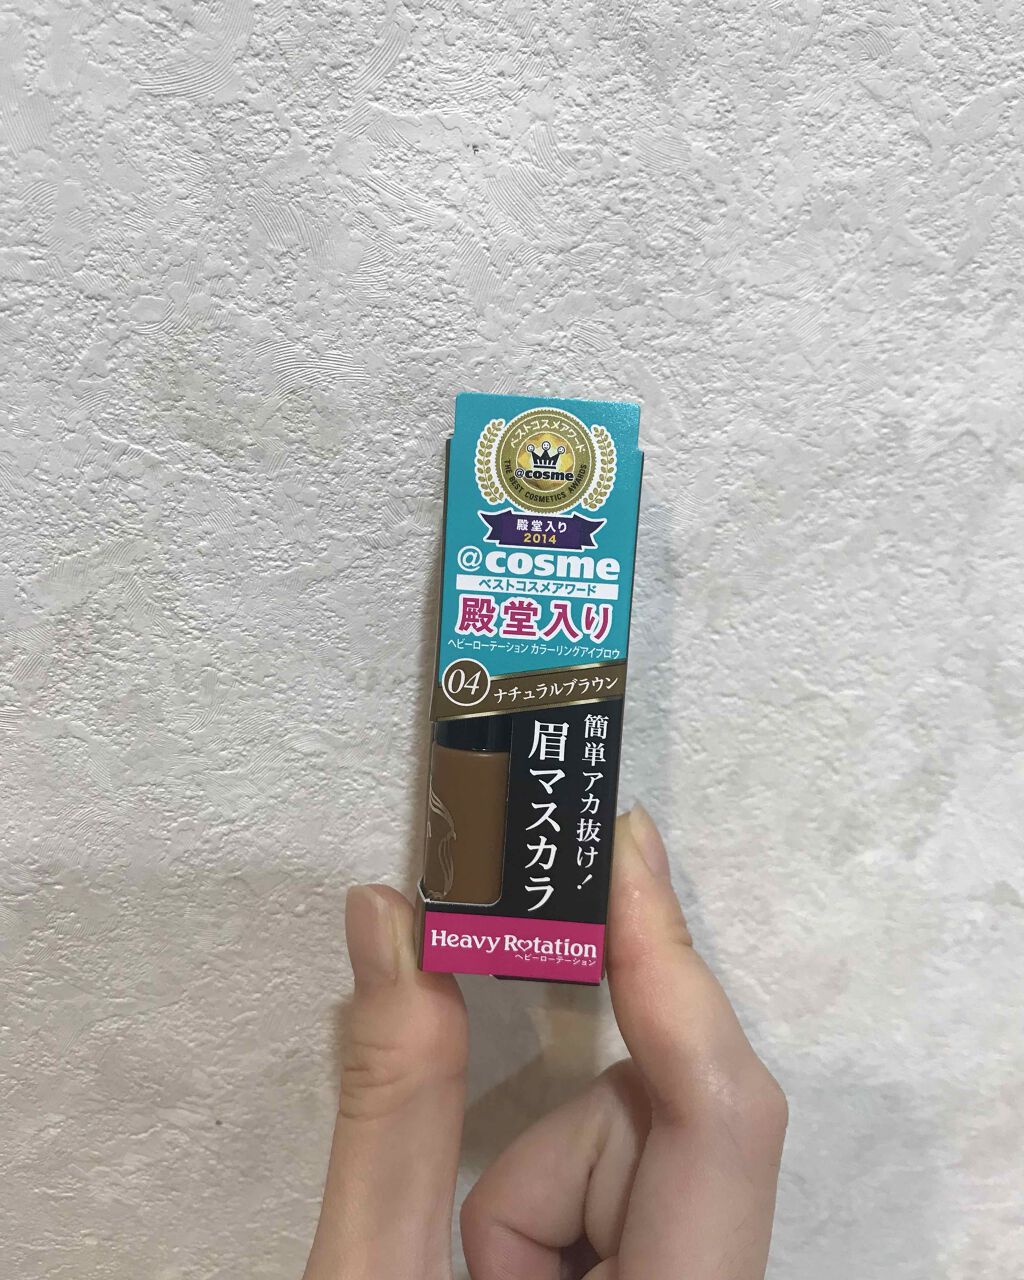 ベストコスメアワード
@cosme
THE BEST COSMETICS AWARDS
殿堂入り
2014
@cosme
ベストコスメアワード
殿堂入り
ヘビーローテーション カラーリングアイブロウ
04 ナチュラルブラウン
簡単アカ抜け!
眉マスカラ
Heavy Rotation
ヘビーローテーション